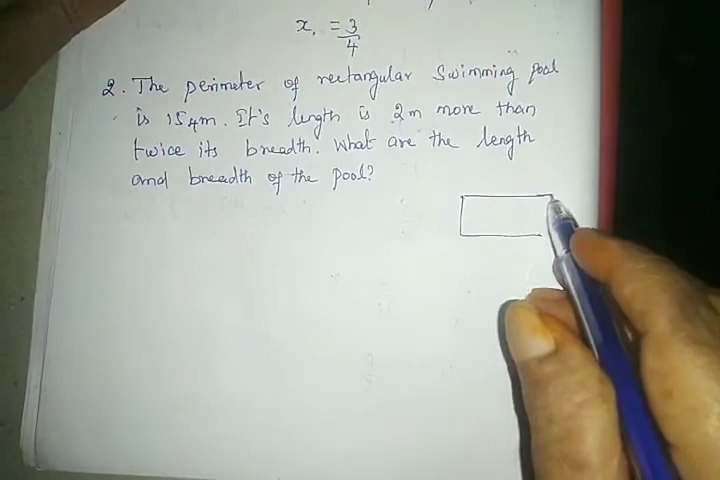 x. = 3/4
2. The perimeter of rectangular swimming pool
is 154m. It's length is 2m more than
twice its breadth. What are the length
and breadth of the pool?